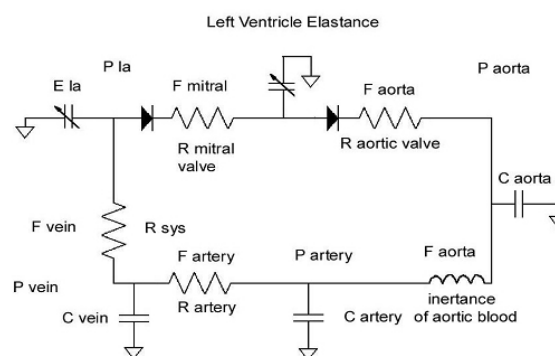 Left Ventricle Elastance
P la
P aorta
E la
F mitral
F aorta
R mitral
valve
R aortic valve
C aorta
F vein
R sys
F artery
P artery
F aorta
P vein
R artery
inertance
of aortic blood
C vein
C artery